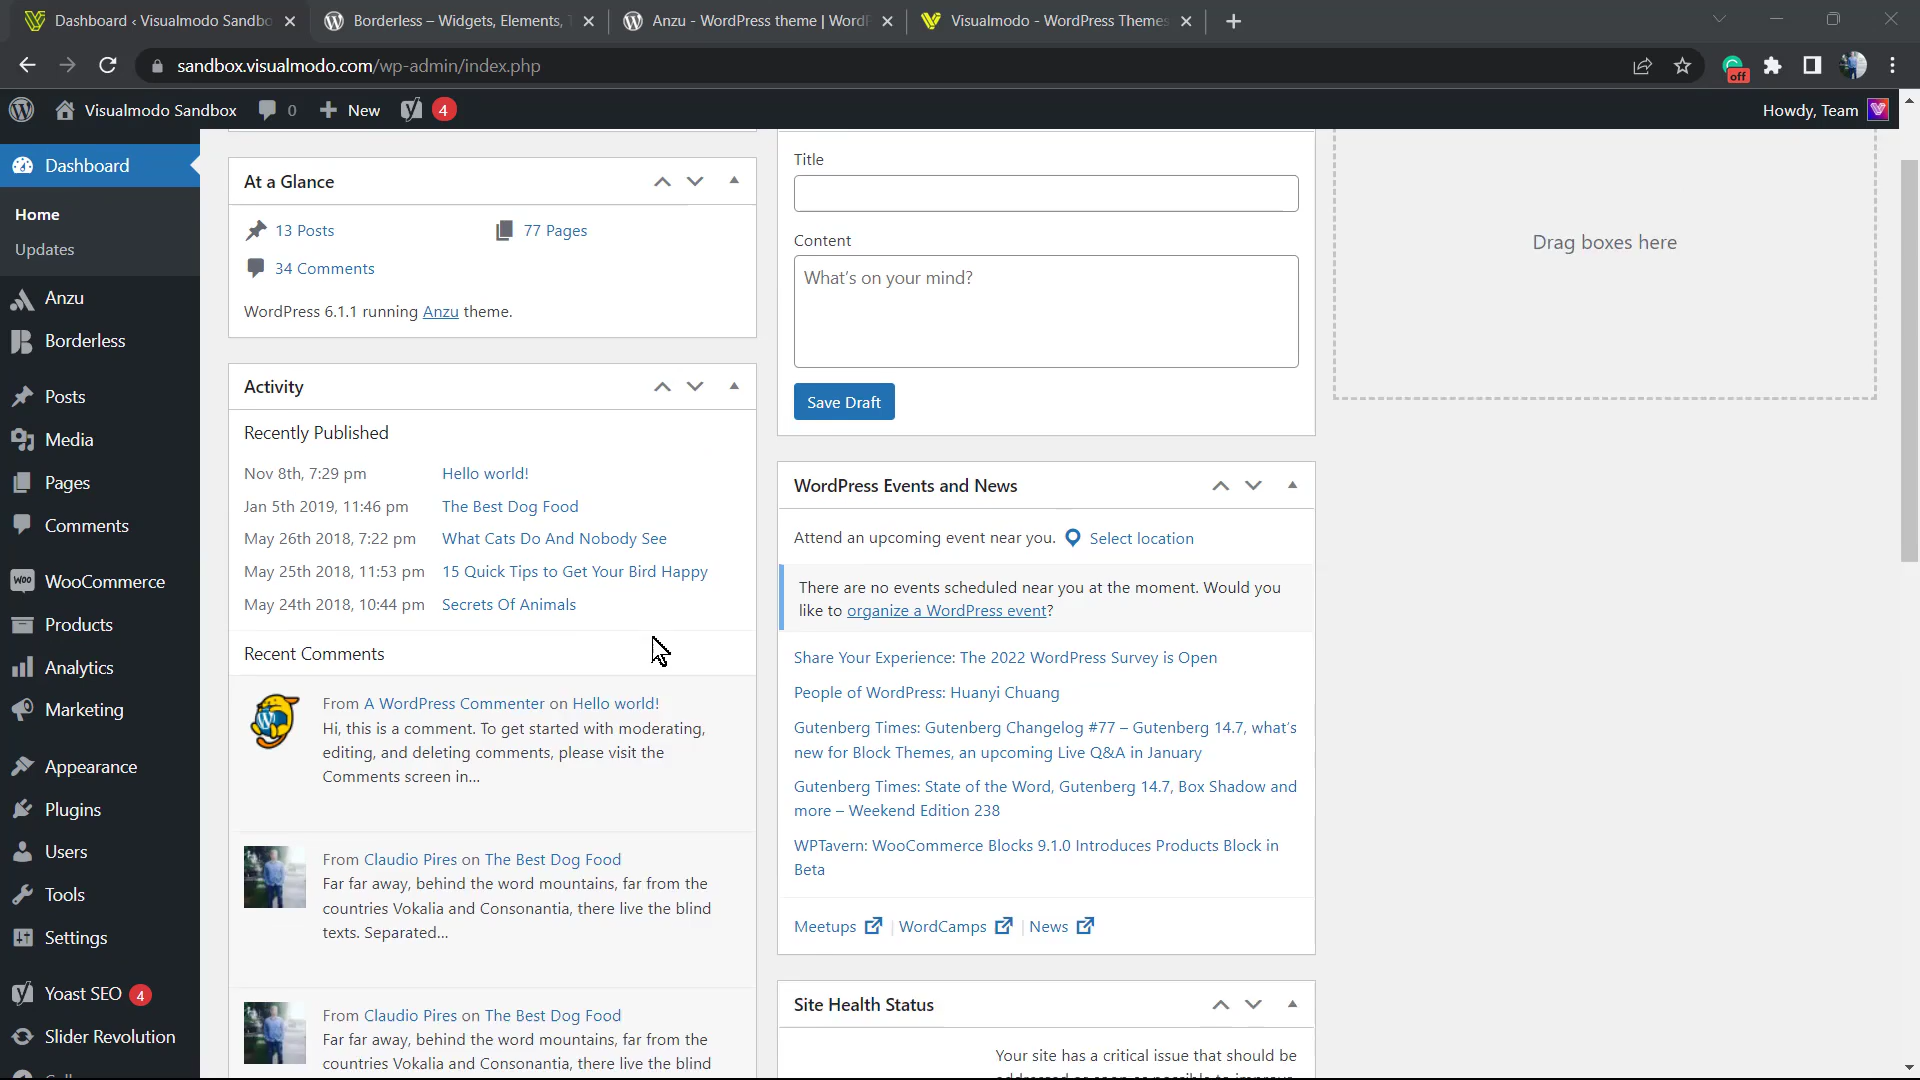 Dashboard ‹ Visualmodo Sandbo
Borderless – Widgets, Elements,
Anzu - WordPress theme | Word
Visualmodo - WordPress Themes
sandbox.visualmodo.com/wp-admin/index.php
off
Visualmodo Sandbox
0
New
4
Howdy, Team
Dashboard
Home
Updates
Anzu
Borderless
Posts
Media
Pages
Comments
woo
WooCommerce
Products
Analytics
Marketing
Appearance
Plugins
Users
Tools
Settings
Yoast SEO 4
Slider Revolution
At a Glance
13 Posts
77 Pages
34 Comments
WordPress 6.1.1 running Anzu theme.
Activity
Recently Published
Nov 8th, 7:29 pm Hello world!
Jan 5th 2019, 11:46 pm The Best Dog Food
May 26th 2018, 7:22 pm What Cats Do And Nobody See
May 25th 2018, 11:53 pm 15 Quick Tips to Get Your Bird Happy
May 24th 2018, 10:44 pm Secrets Of Animals
Recent Comments
From A WordPress Commenter on Hello world!
Hi, this is a comment. To get started with moderating,
editing, and deleting comments, please visit the
Comments screen in...
From Claudio Pires on The Best Dog Food
Far far away, behind the word mountains, far from the
countries Vokalia and Consonantia, there live the blind
texts. Separated...
From Claudio Pires on The Best Dog Food
Far far away, behind the word mountains, far from the
countries Vokalia and Consonantia, there live the blind
Title
Content
What's on your mind?
Save Draft
WordPress Events and News
Attend an upcoming event near you. Select location
There are no events scheduled near you at the moment. Would you
like to organize a WordPress event?
Share Your Experience: The 2022 WordPress Survey is Open
People of WordPress: Huanyi Chuang
Gutenberg Times: Gutenberg Changelog #77 – Gutenberg 14.7, what's
new for Block Themes, an upcoming Live Q&A in January
Gutenberg Times: State of the Word, Gutenberg 14.7, Box Shadow and
more – Weekend Edition 238
WPTavern: WooCommerce Blocks 9.1.0 Introduces Products Block in
Beta
Meetups | WordCamps | News
Site Health Status
Your site has a critical issue that should be
Drag boxes here